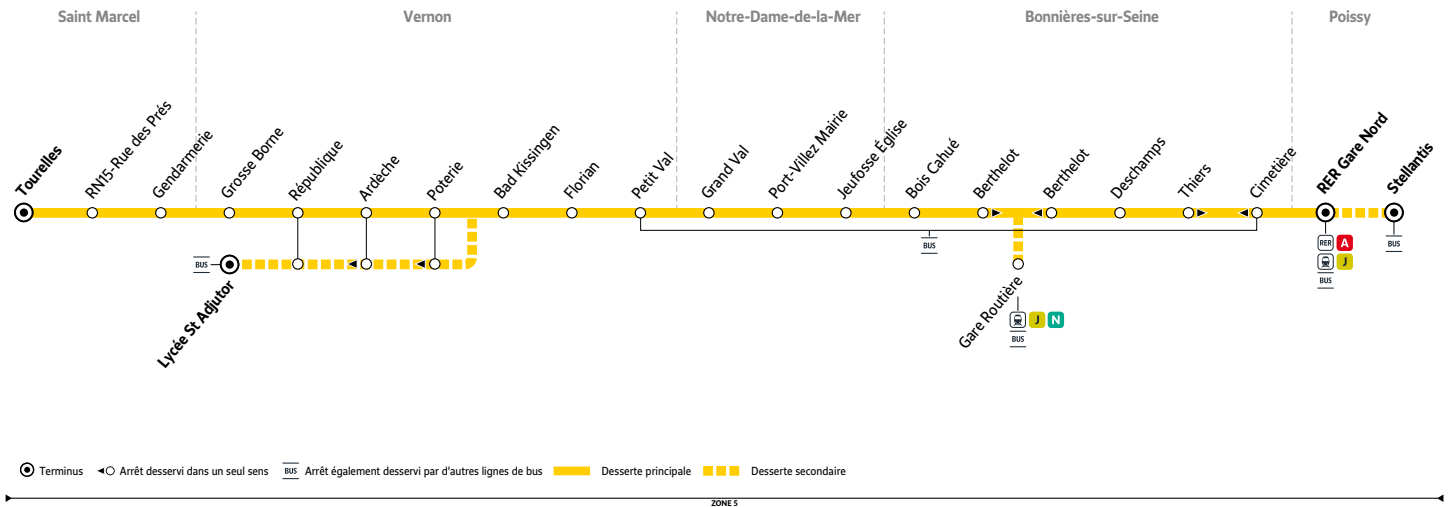 Saint Marcel
Vernon
Notre-Dame-de-la-Mer
Bonnières-sur-Seine
Poissy
Tourelles
RN15-Rue des Prés
Gendarmerie
Grosse Borne
République
Ardèche
Poterie
Bad Kissingen
Florian
Petit Val
Grand Val
Port-Villez Mairie
Jeufosse Église
Bois Cahué
Berthelot
Berthelot
Deschamps
Thiers
Cimetière
RER Gare Nord
Stellantis
BUS
Lycée St Adjutor
BUS
Gare Routière
J N
BUS
RER A
J
BUS
BUS
Terminus
Arrêt desservi dans un seul sens
BUS
Arrêt également desservi par d'autres lignes de bus
Desserte principale
Desserte secondaire
ZONE 5